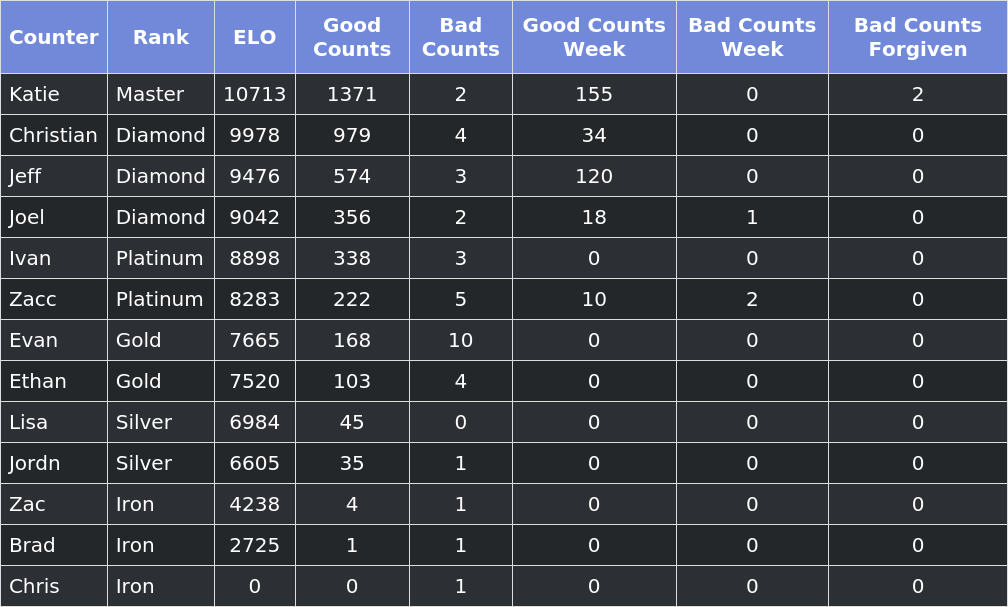 Counter Rank ELO Good Counts Bad Counts Good Counts Week Bad Counts Week Bad Counts Forgiven
Katie Master 10713 1371 2 155 0 2
Christian Diamond 9978 979 4 34 0 0
Jeff Diamond 9476 574 3 120 0 0
Joel Diamond 9042 356 2 18 1 0
Ivan Platinum 8898 338 3 0 0 0
Zacc Platinum 8283 222 5 10 2 0
Evan Gold 7665 168 10 0 0 0
Ethan Gold 7520 103 4 0 0 0
Lisa Silver 6984 45 0 0 0 0
Jordn Silver 6605 35 1 0 0 0
Zac Iron 4238 4 1 0 0 0
Brad Iron 2725 1 1 0 0 0
Chris Iron 0 0 1 0 0 0